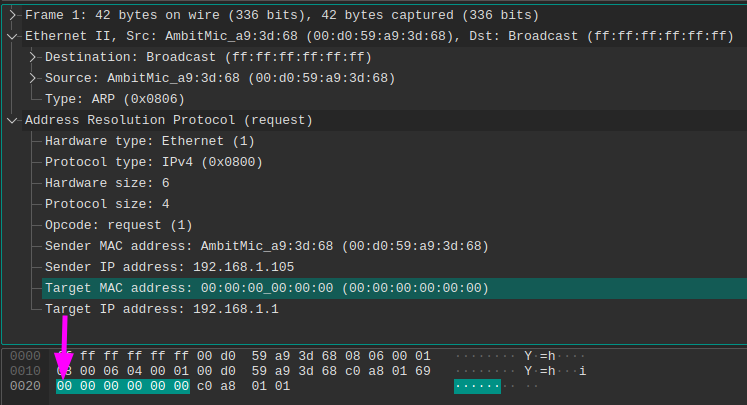 Frame 1: 42 bytes on wire (336 bits), 42 bytes captured (336 bits)
Ethernet II, Src: AmbitMic_a9:3d:68 (00:d0:59:a9:3d:68), Dst: Broadcast (ff:ff:ff:ff:ff:ff)
Destination: Broadcast (ff:ff:ff:ff:ff:ff)
Source: AmbitMic_a9:3d:68 (00:d0:59:a9:3d:68)
Type: ARP (0x0806)
Address Resolution Protocol (request)
Hardware type: Ethernet (1)
Protocol type: IPv4 (0x0800)
Hardware size: 6
Protocol size: 4
Opcode: request (1)
Sender MAC address: AmbitMic_a9:3d:68 (00:d0:59:a9:3d:68)
Sender IP address: 192.168.1.105
Target MAC address: 00:00:00_00:00:00 (00:00:00:00:00:00)
Target IP address: 192.168.1.1
0000 ff ff ff ff ff 00 d0 59 a9 3d 68 08 06 00 01 ········ Y·=h····
0010 00 06 04 00 01 00 d0 59 a9 3d 68 c0 a8 01 69 ········ Y·=h···i
0020 00 00 00 00 00 00 c0 a8 01 01 ········ ··